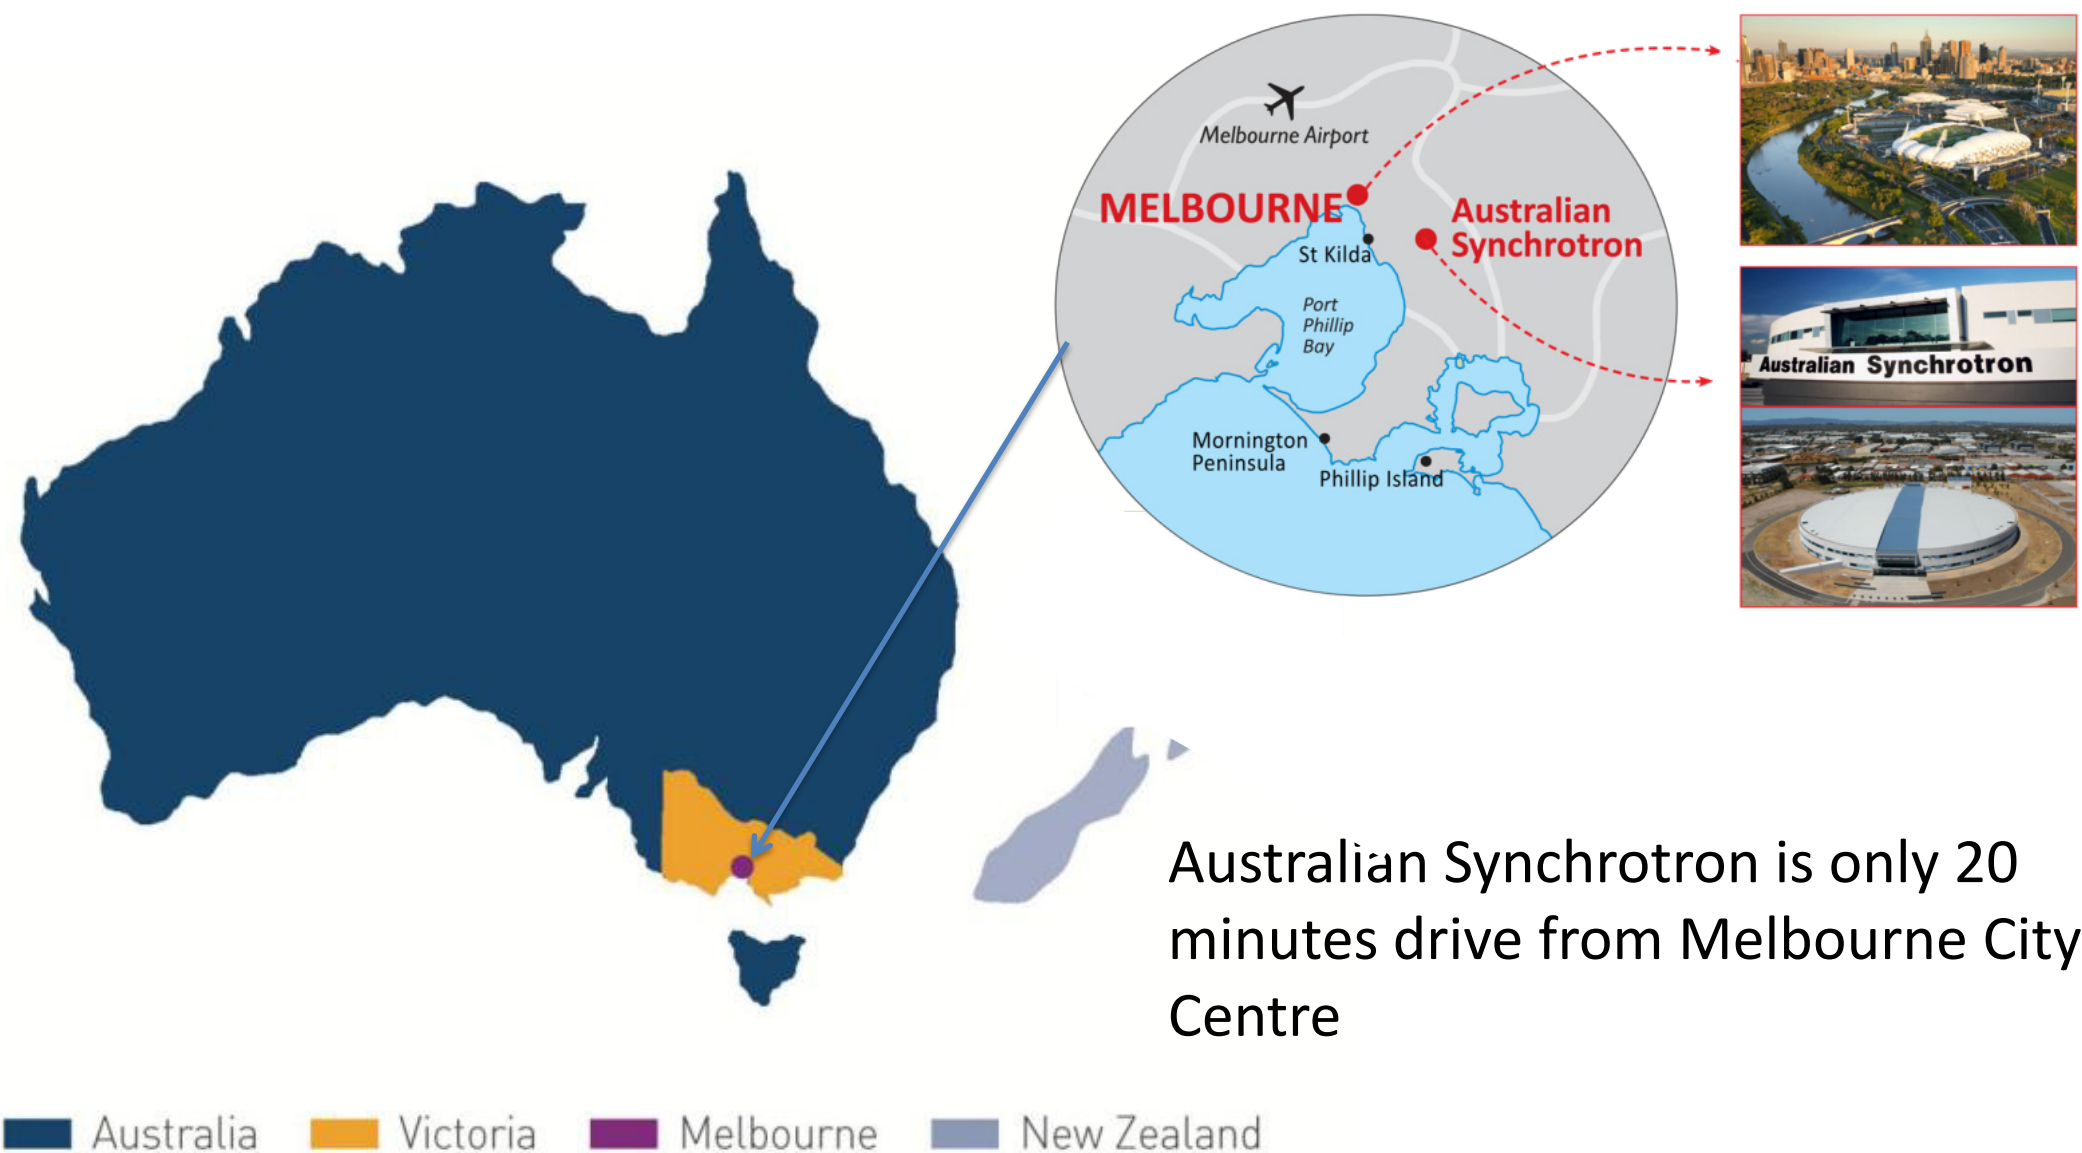 Melbourne Airport
MELBOURNE
Australian
Synchrotron
St Kilda
Port
Phillip
Bay
Mornington
Peninsula
Phillip Island
Australian Synchrotron
Australian Synchrotron is only 20
minutes drive from Melbourne City
Centre
Australia
Victoria
Melbourne
New Zealand